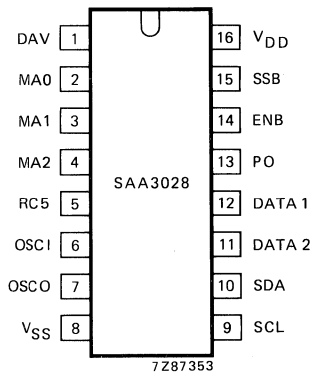 DAV 1 16 VDD
MA0 2 15 SSB
MA1 3 14 ENB
MA2 4 13 PO
SAA3028
RC5 5 12 DATA 1
OSCI 6 11 DATA 2
OSCO 7 10 SDA
VSS 8 9 SCL
7Z87353